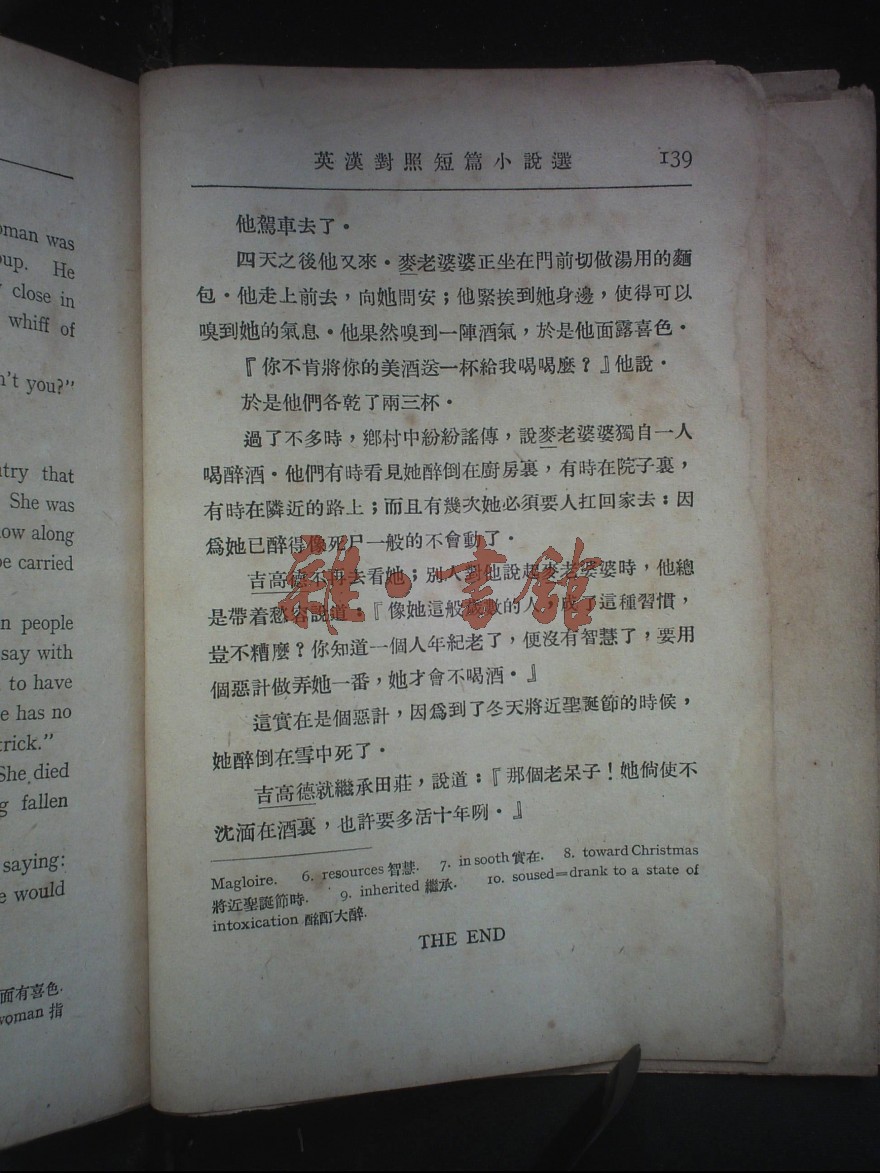 oman was
oup. He
close in
whiff of
n't you?"
ntry that
She was
now along
be carried
n people
say with
to have
e has no
trick."
She died
g fallen
saying:
e would
面有喜色.
woman 指
英漢對照短篇小說選 139
他駕車去了。
四天之後他又來。麥老婆婆正坐在門前切做湯用的麵
包。他走上前去，向她問安；他緊挨到她身邊，使得可以
嗅到她的氣息。他果然嗅到一陣酒氣，於是他面露喜色。
『你不肯將你的美酒送一杯給我喝喝麼？』他說。
於是他們各乾了兩三杯。
過了不多時，鄉村中紛紛謠傳，說麥老婆婆獨自一人
喝醉酒。他們有時看見她醉倒在廚房裏，有時在院子裏，
有時在隣近的路上；而且有幾次她必須要人扛回家去：因
爲她已醉得像死尸一般的不會動了。
吉高德不再去看她；別人對他說起麥老婆婆時，他總
是帶着愁容說道：『像她這般歲數的人，成了這種習慣，
豈不糟麼？你知道一個人年紀老了，便沒有智慧了，要用
個惡計做弄她一番，她才會不喝酒。』
這實在是個惡計，因爲到了冬天將近聖誕節的時候，
她醉倒在雪中死了。
吉高德就繼承田莊，說道：『那個老呆子！她倘使不
沈湎在酒裏，也許要多活十年咧。』
Magloire. 6. resources 智慧. 7. in sooth 實在. 8. toward Christmas
將近聖誕節時. 9. inherited 繼承. 10. soused=drank to a state of
intoxication 酩酊大醉.
THE END
雜·書館